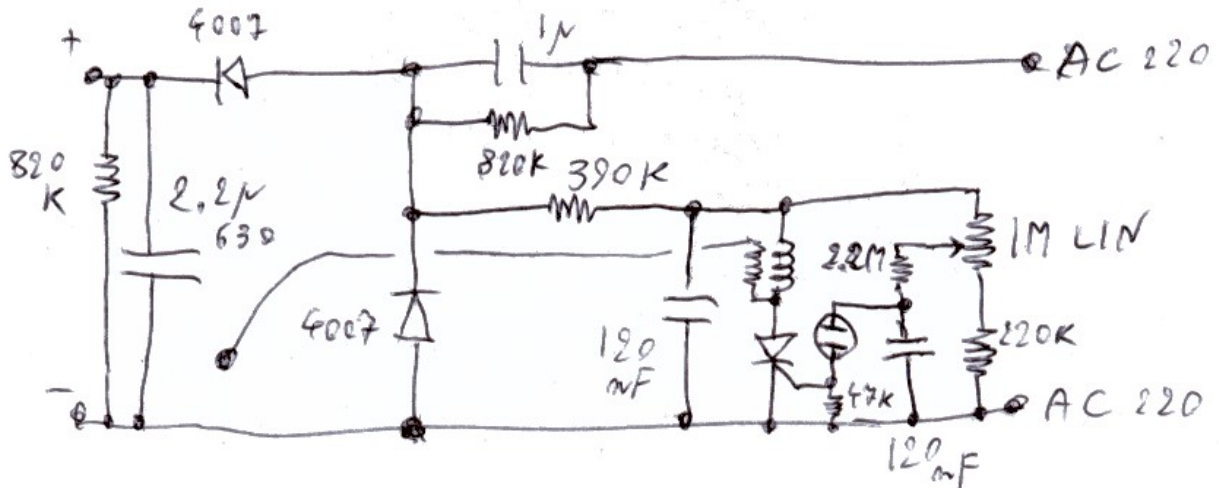 +
4007
1µ
AC 220
820
K
2.2µ
630
820K
390K
2.2M
1M LIN
4007
120
nF
220K
47K
-
AC 220
120
nF